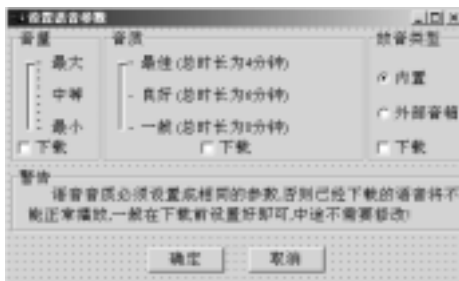 设置语音参数
音量
最大
中等
最小
下载
音质
最佳(总时长为4分钟)
良好(总时长为6分钟)
一般(总时长为8分钟)
下载
放音类型
内置
外部音箱
下载
警告
语音音质必须设置成相同的参数,否则已经下载的语音将不
能正常播放,一般在下载前设置好即可,中途不需要修改!
确定
取消